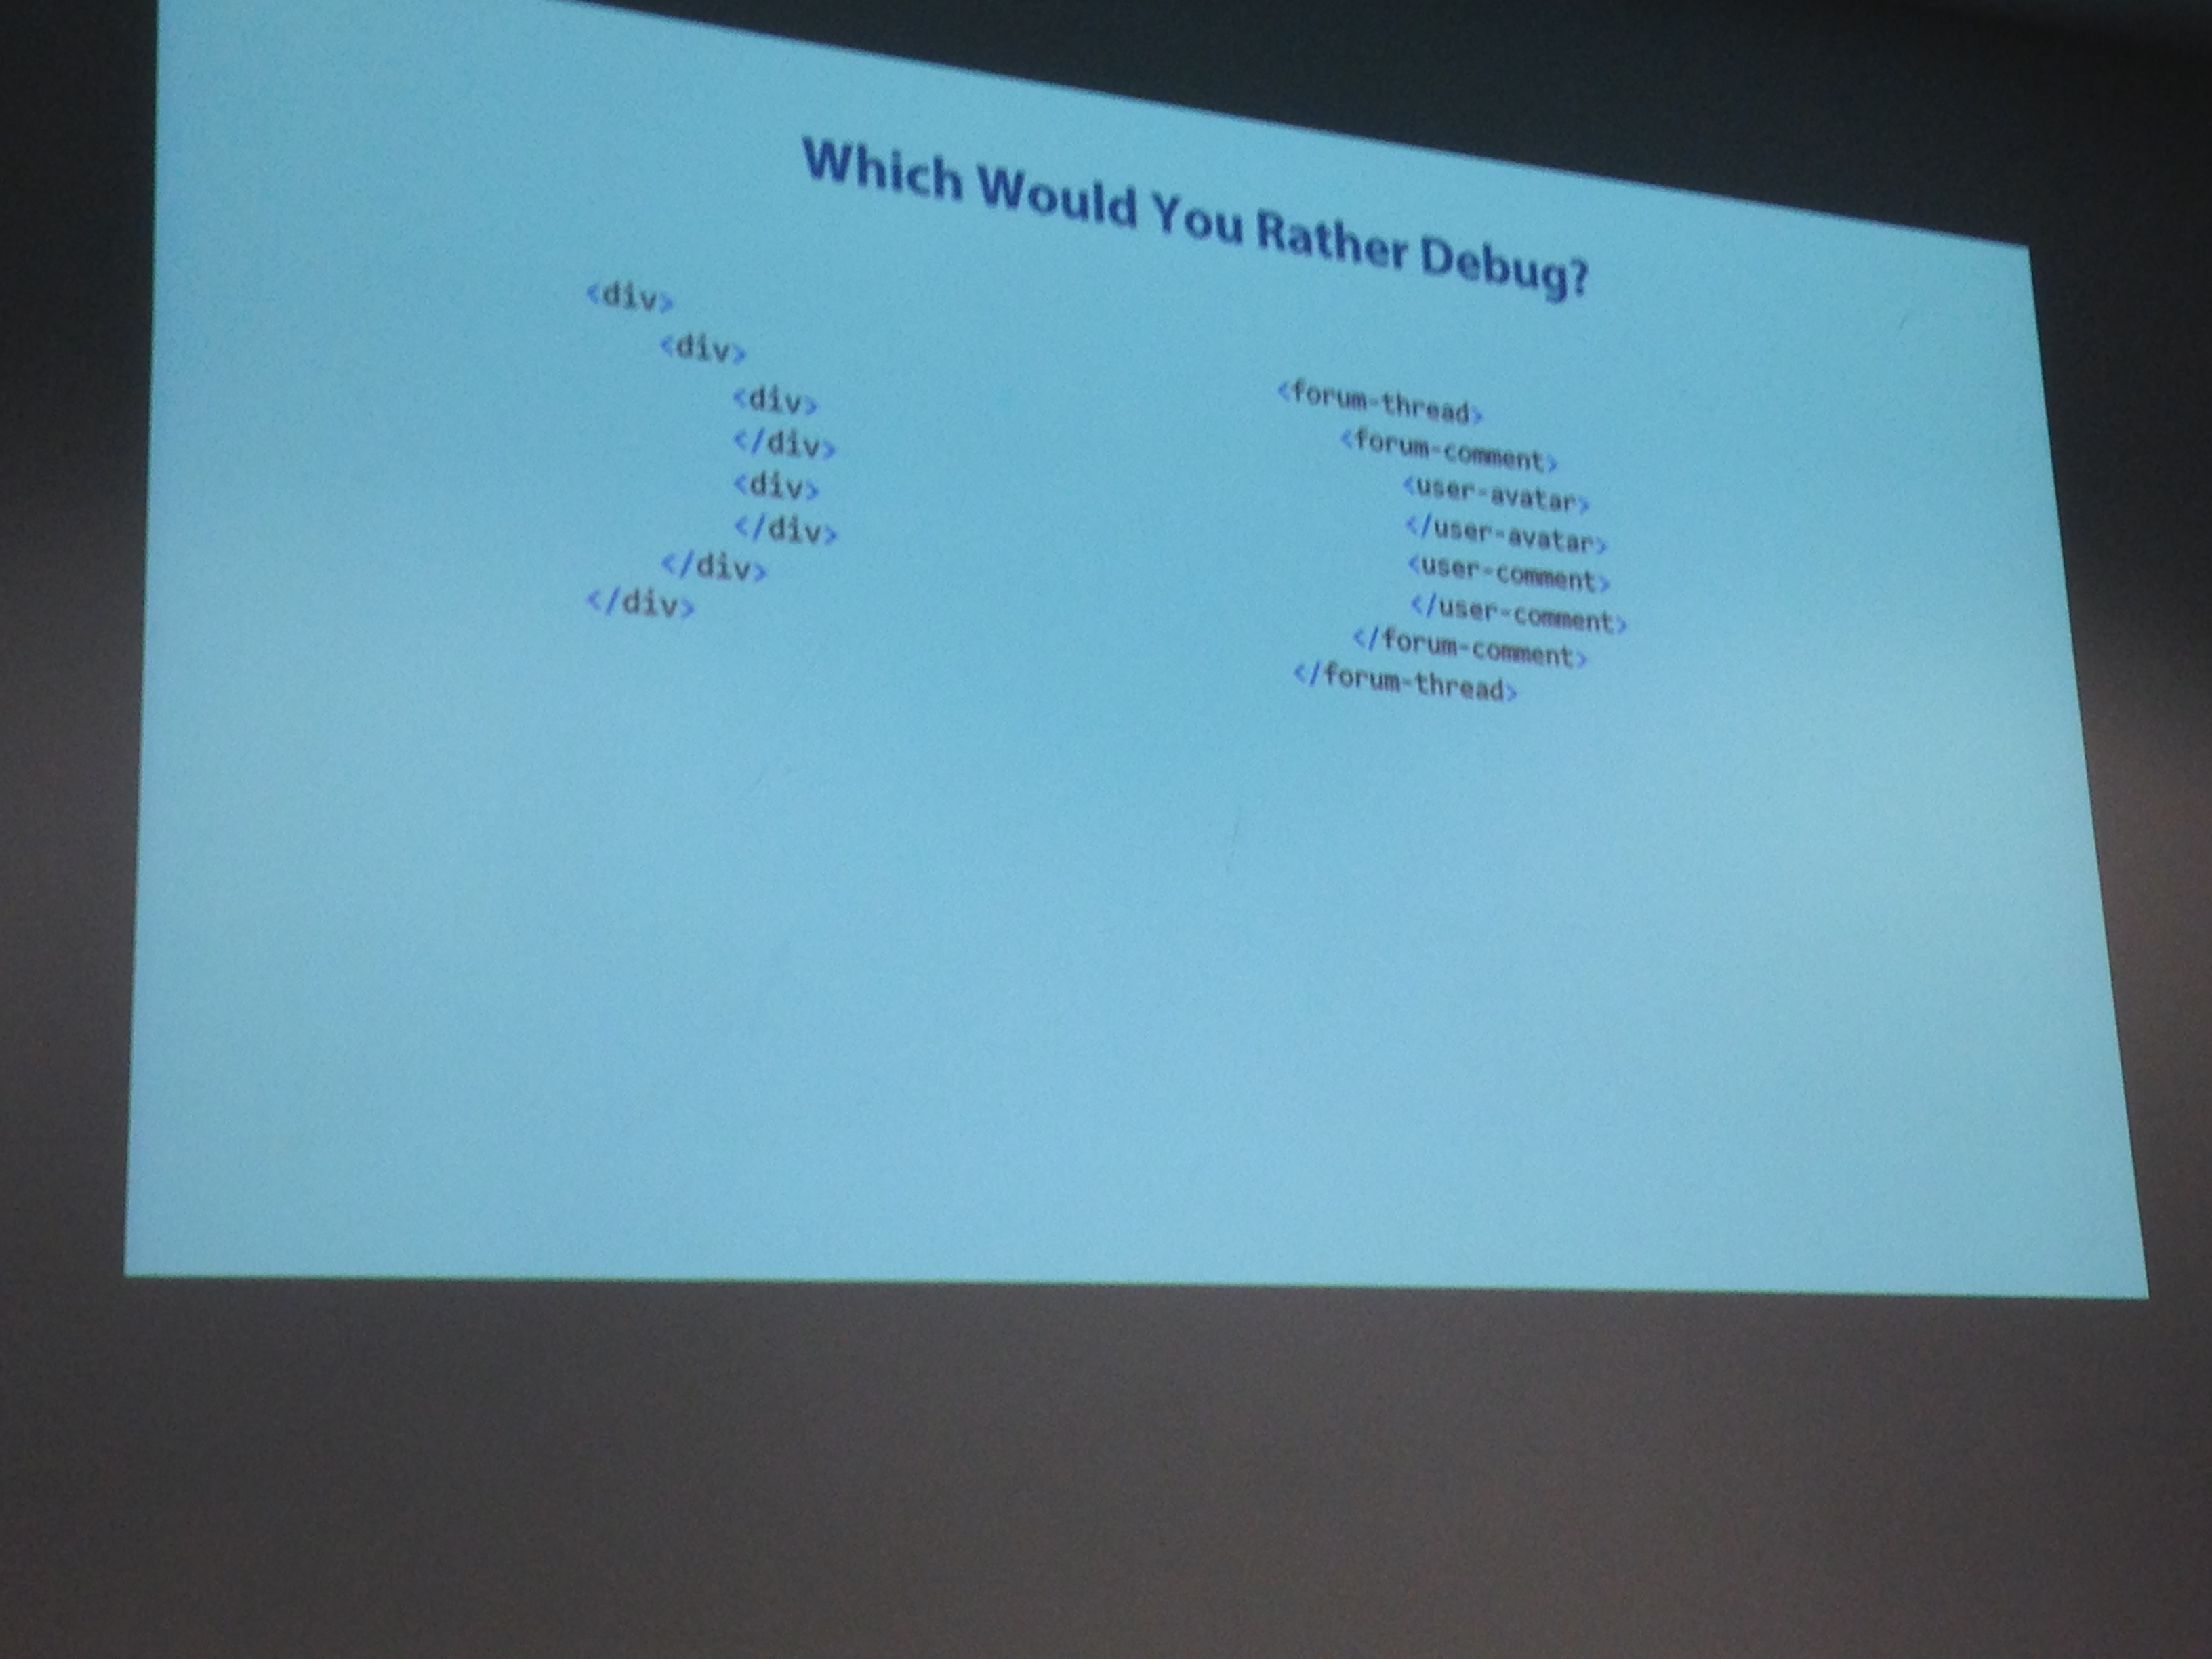 Which Would You Rather Debug?
<div>
<div>
<div>
</div>
<div>
</div>
</div>
</div>
<forum-thread>
<forum-comment>
<user-avatar>
</user-avatar>
<user-comment>
</user-comment>
</forum-comment>
</forum-thread>